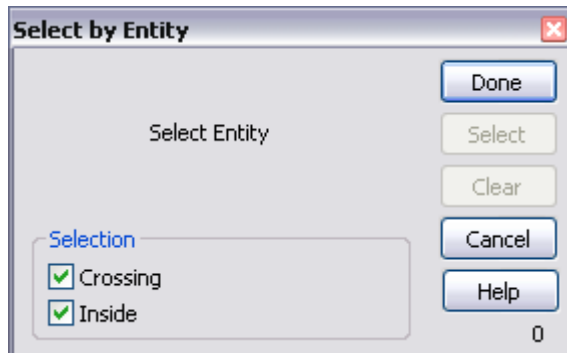 Select by Entity
Done
Select Entity
Select
Clear
Selection
Cancel
Crossing
Help
Inside
0